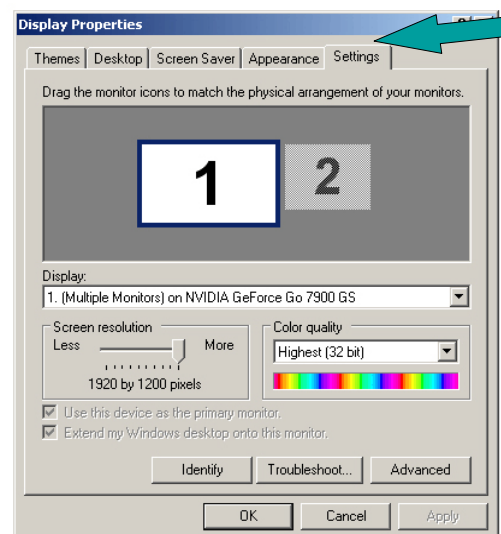 Display Properties
Themes Desktop Screen Saver Appearance Settings
Drag the monitor icons to match the physical arrangement of your monitors.
1 2
Display:
1. (Multiple Monitors) on NVIDIA GeForce Go 7900 GS
Screen resolution
Less More
1920 by 1200 pixels
Color quality
Highest (32 bit)
Use this device as the primary monitor.
Extend my Windows desktop onto this monitor.
Identify Troubleshoot... Advanced
OK Cancel Apply